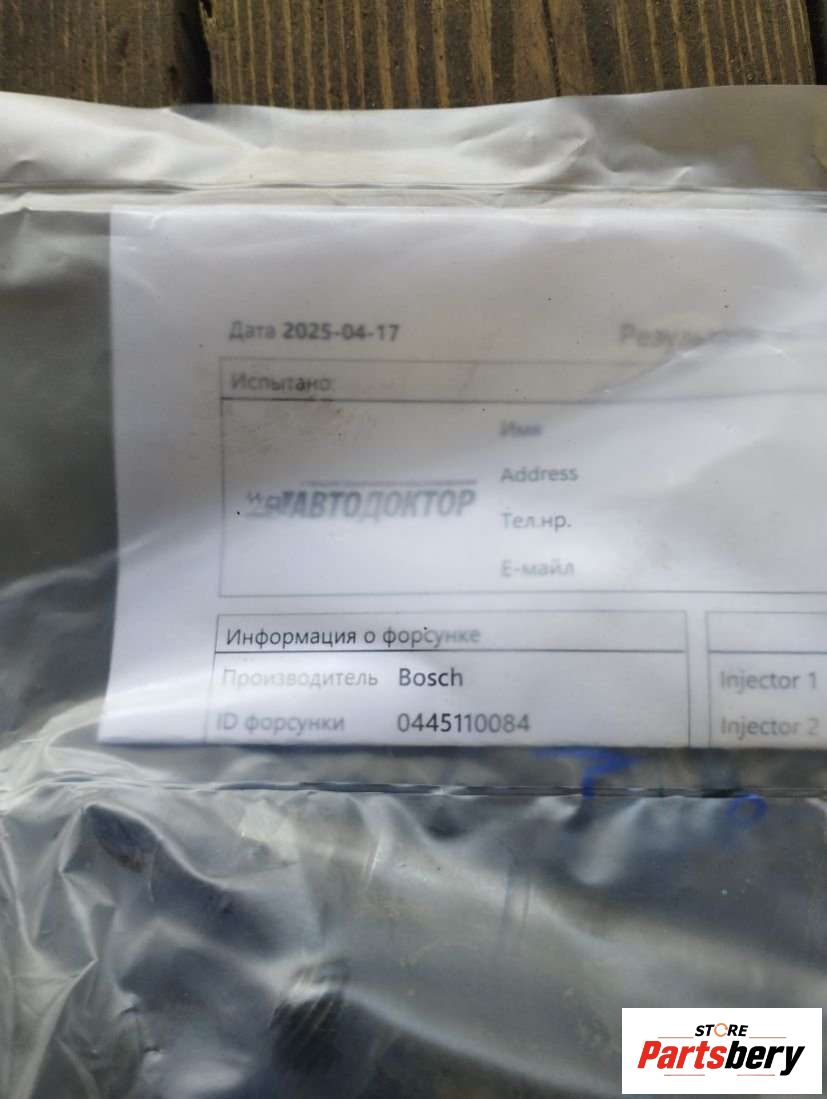 Дата 2025-04-17
Испытано:
Имя
АВТОДОКТОР
Address
Тел.нр.
Е-майл
Информация о форсунке
Производитель Bosch
Injector 1
ID форсунки 0445110084
Injector 2
STORE
Partsbery